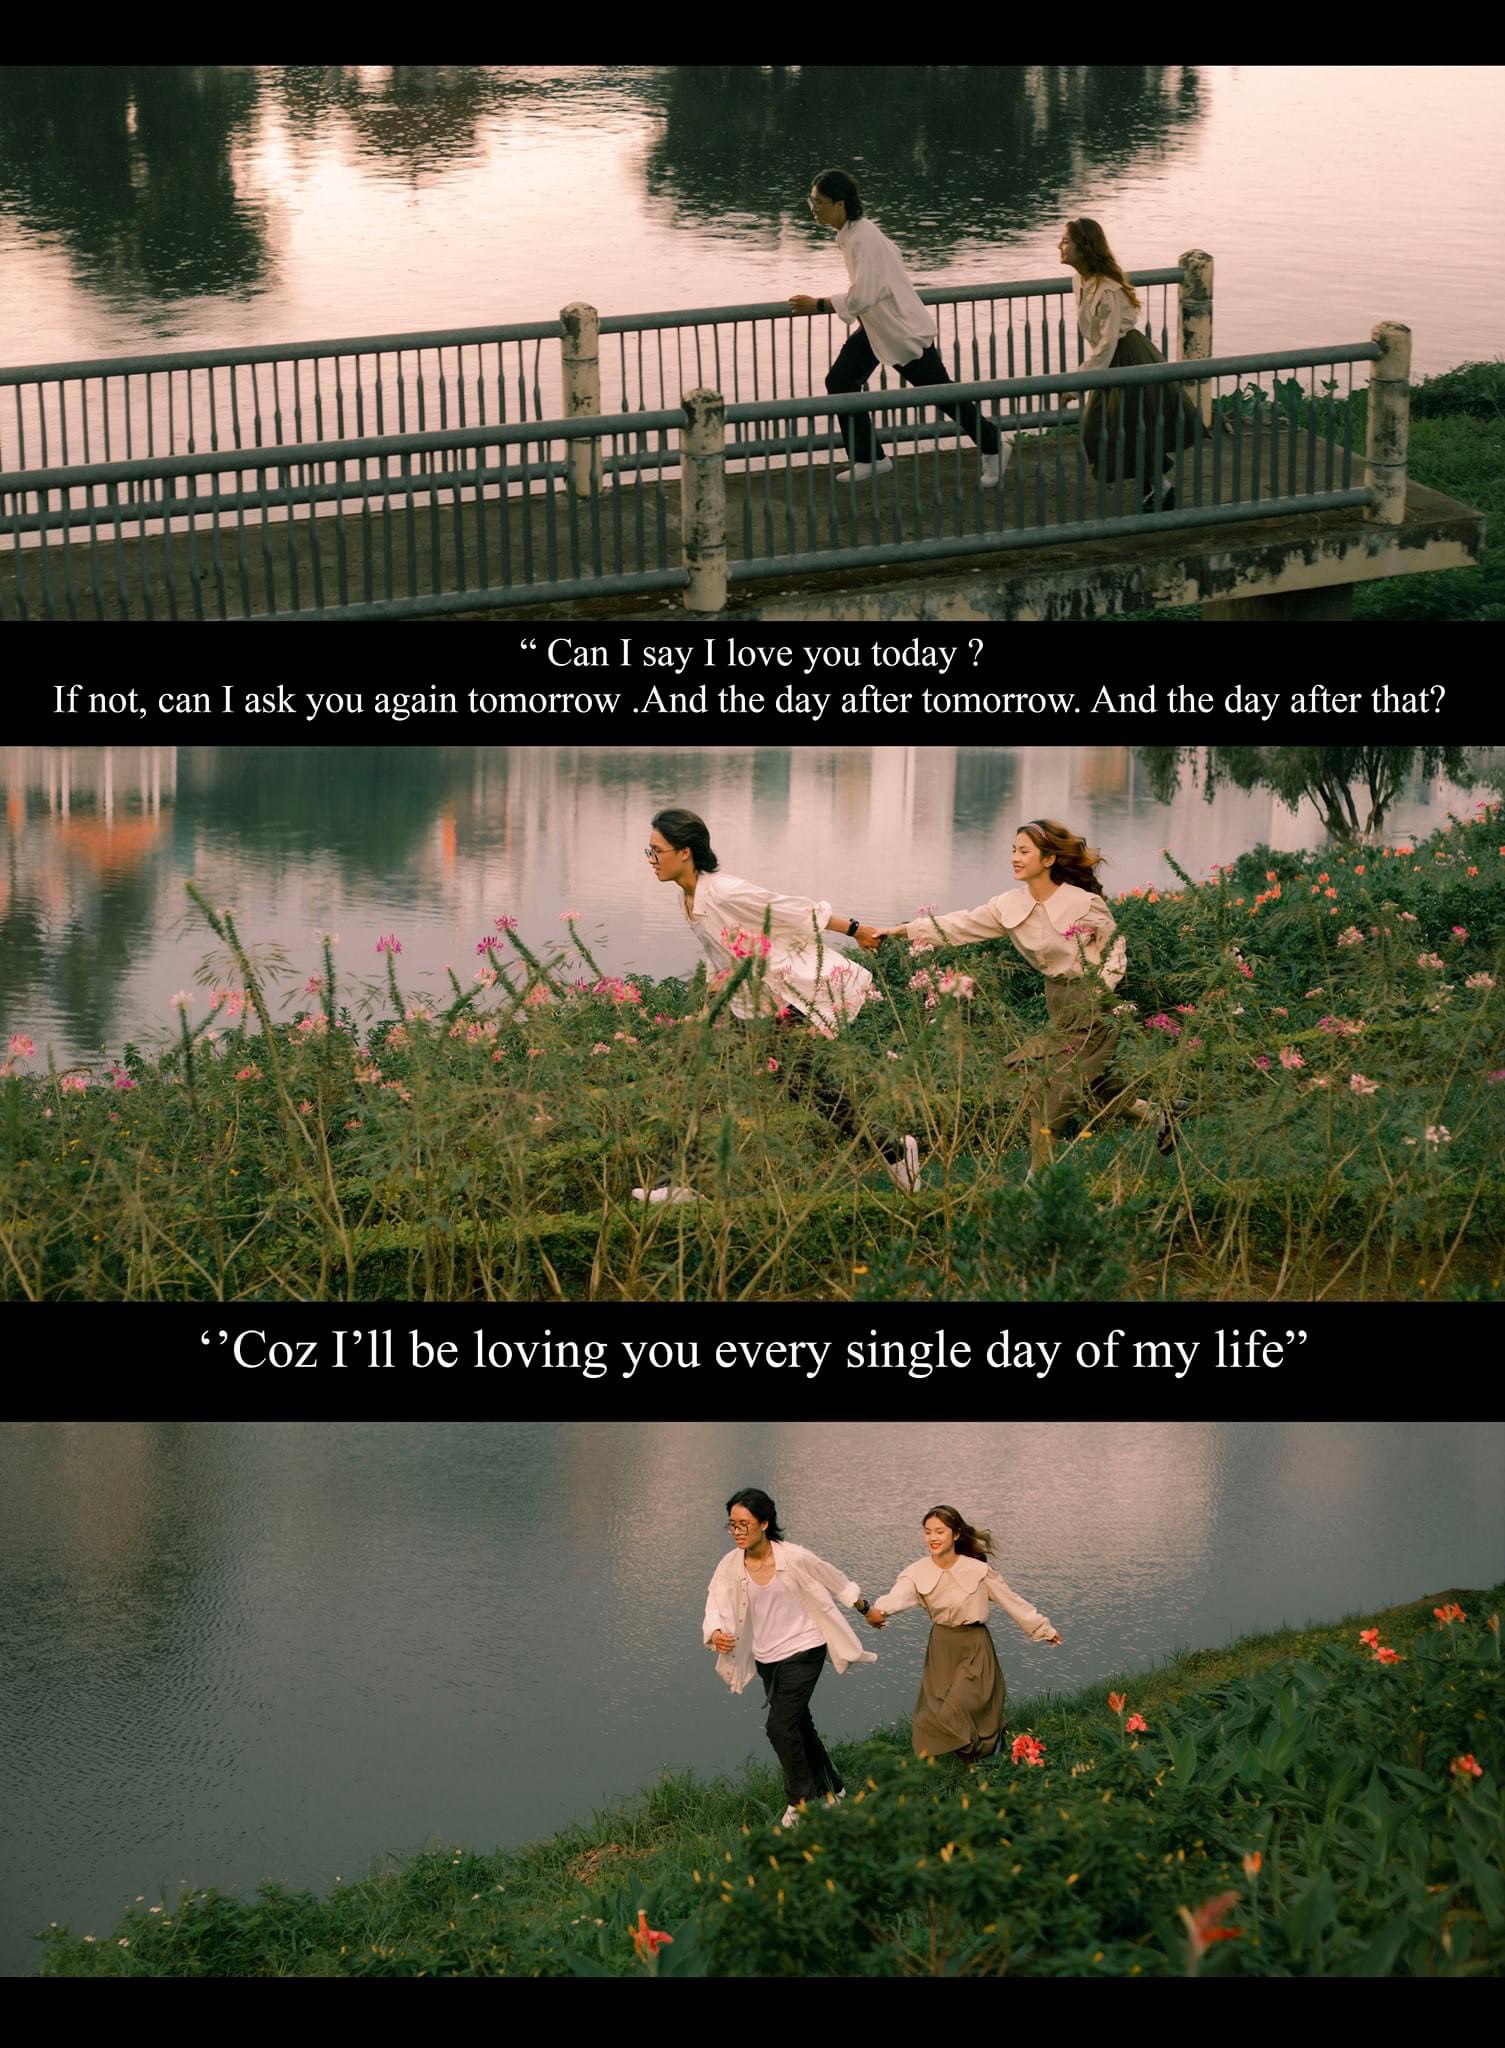 “ Can I say I love you today ?
If not, can I ask you again tomorrow .And the day after tomorrow. And the day after that?
‘’Coz I’ll be loving you every single day of my life”